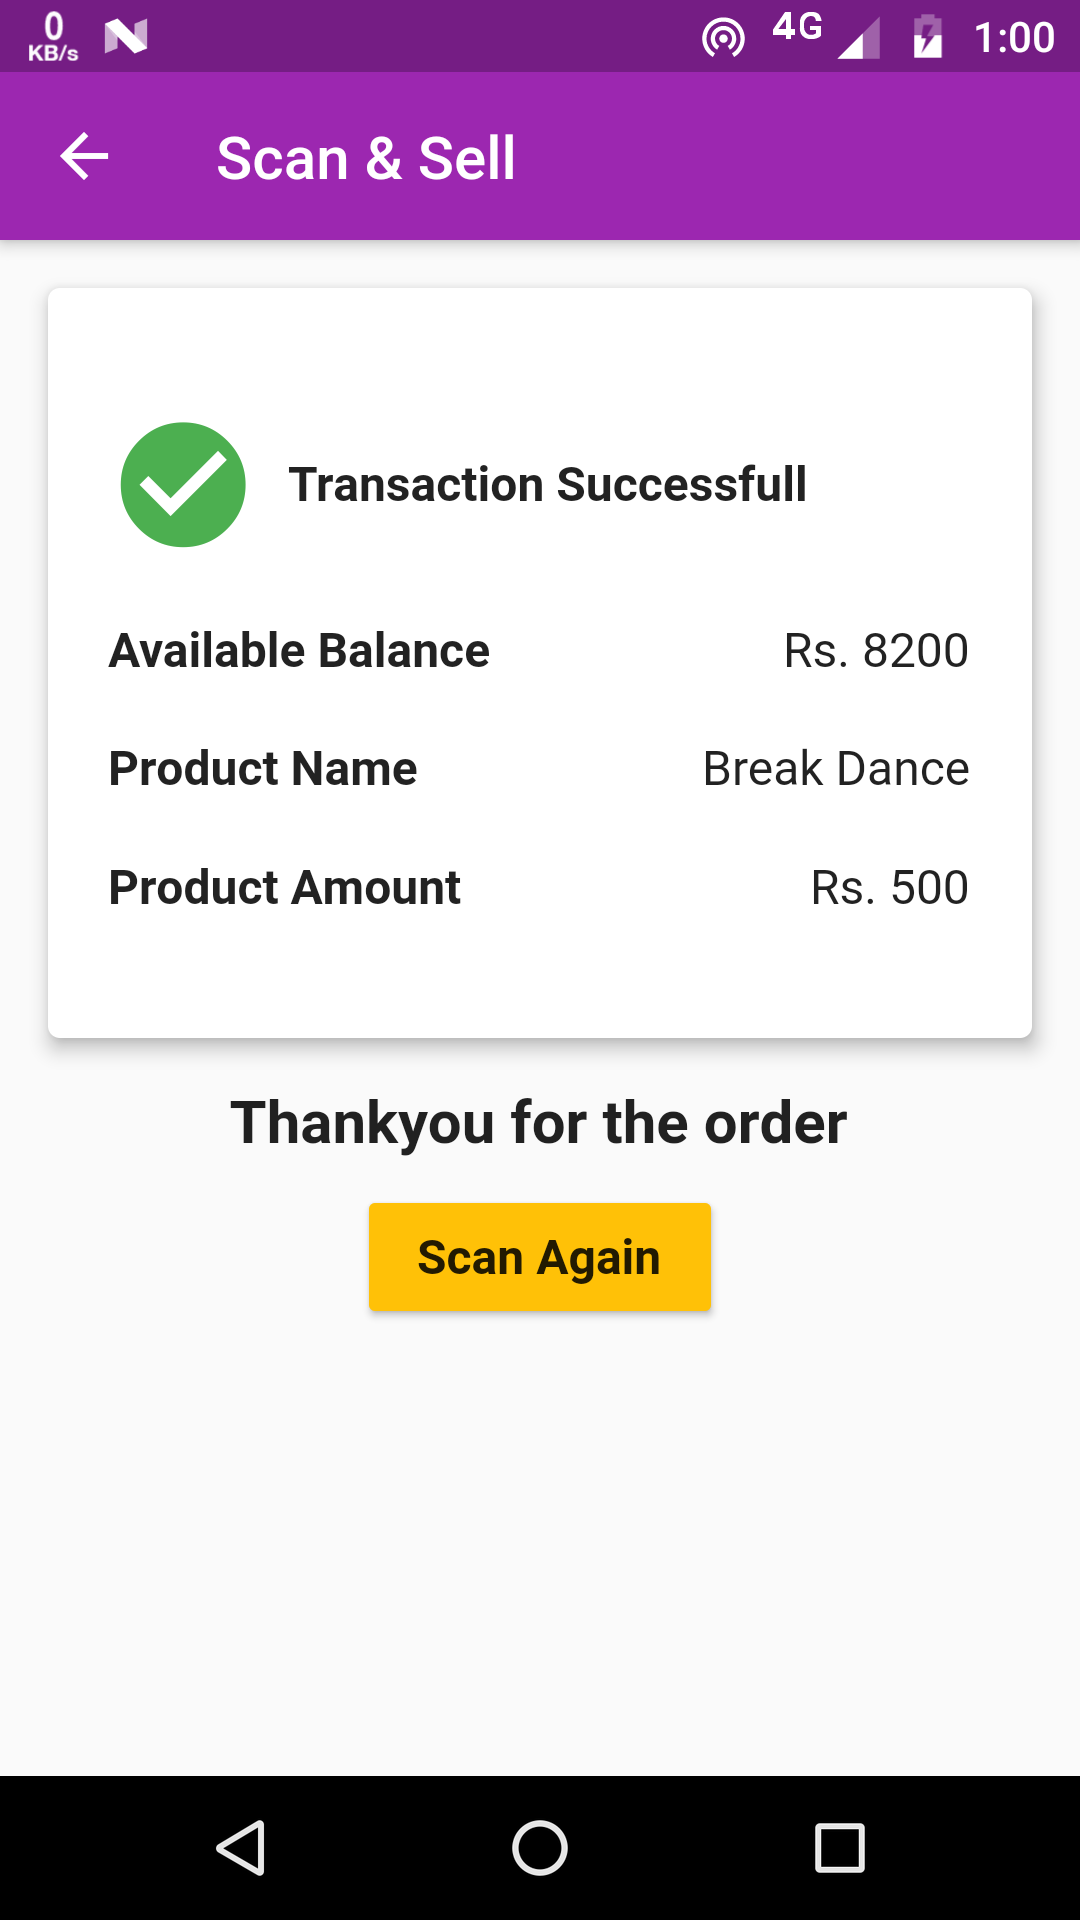 0
KB/s
4G
1:00
Scan & Sell
Transaction Successfull
Available Balance Rs. 8200
Product Name Break Dance
Product Amount Rs. 500
Thankyou for the order
Scan Again